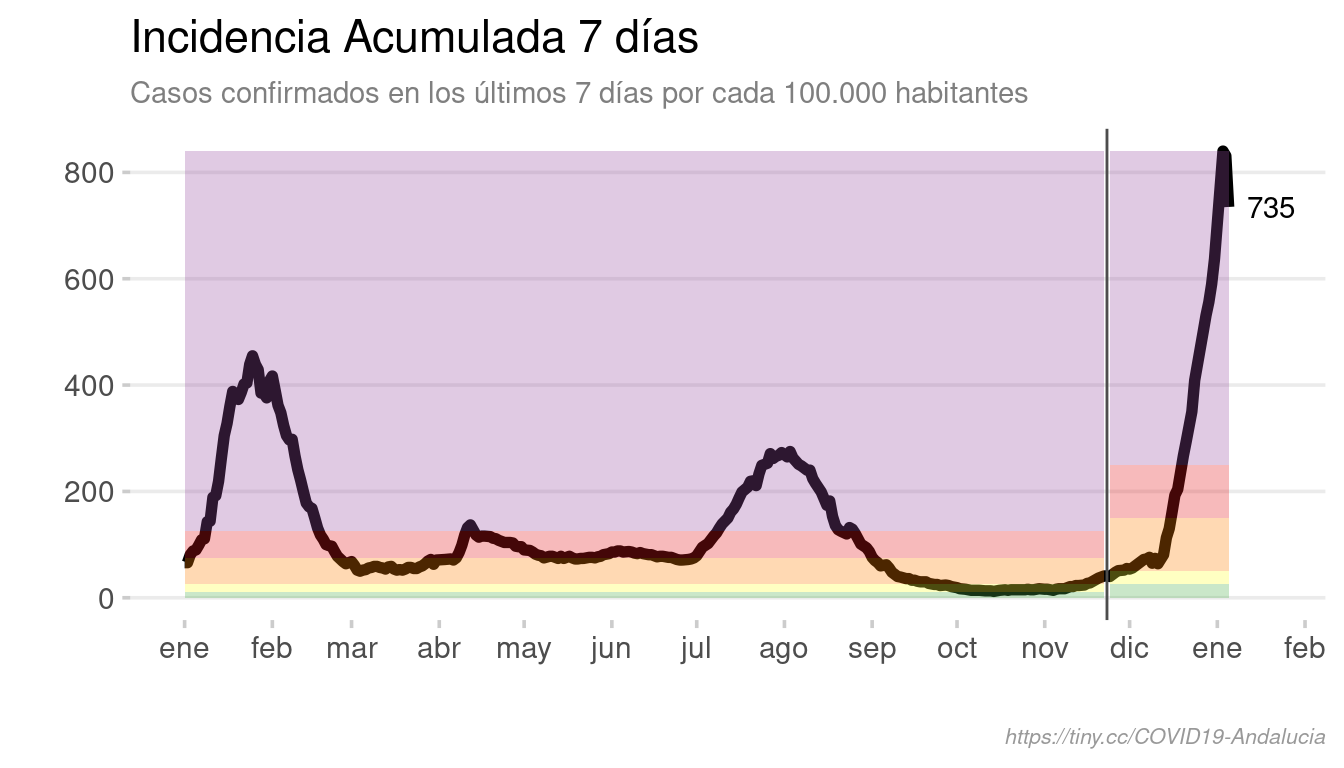 Incidencia Acumulada 7 días
Casos confirmados en los últimos 7 días por cada 100.000 habitantes
800
735
600
400
200
0
ene feb mar abr may jun jul ago sep oct nov dic ene feb
https://tiny.cc/COVID19-Andalucia